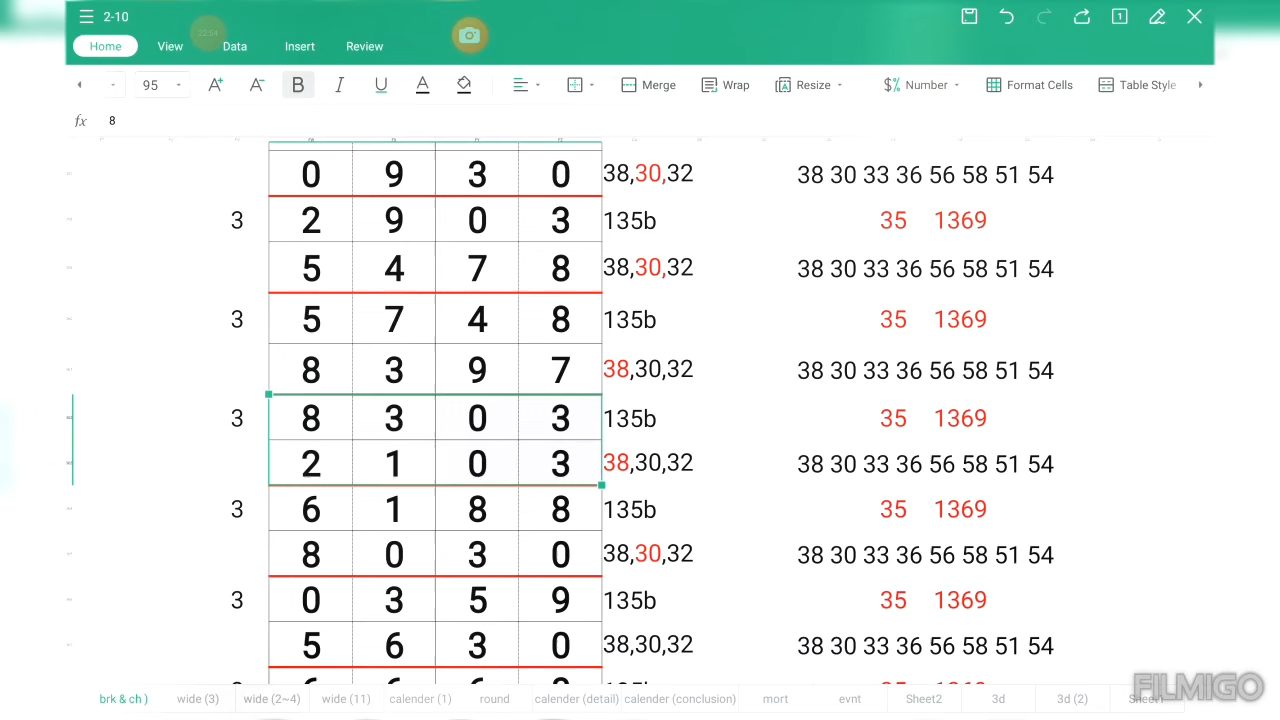 2-10
22:54
1
Home View Data Insert Review
95 A+ A- B I U A Merge Wrap Resize $% Number Format Cells Table Style
fx 8
0 9 3 0 38,30,32 38 30 33 36 56 58 51 54
3 2 9 0 3 135b 35 1369
5 4 7 8 38,30,32 38 30 33 36 56 58 51 54
3 5 7 4 8 135b 35 1369
8 3 9 7 38,30,32 38 30 33 36 56 58 51 54
3 8 3 0 3 135b 35 1369
2 1 0 3 38,30,32 38 30 33 36 56 58 51 54
3 6 1 8 8 135b 35 1369
8 0 3 0 38,30,32 38 30 33 36 56 58 51 54
3 0 3 5 9 135b 35 1369
5 6 3 0 38,30,32 38 30 33 36 56 58 51 54
brk & ch ) wide (3) wide (2~4) wide (11) calender (1) round calender (detail) calender (conclusion) mort evnt Sheet2 3d 3d (2)
FILMIGO